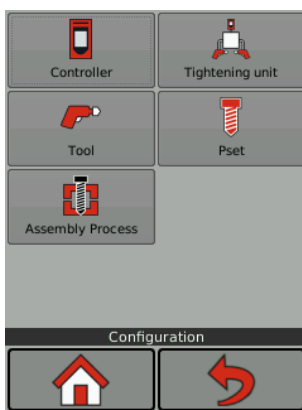 Controller
Tightening unit
Tool
Pset
Assembly Process
Configuration